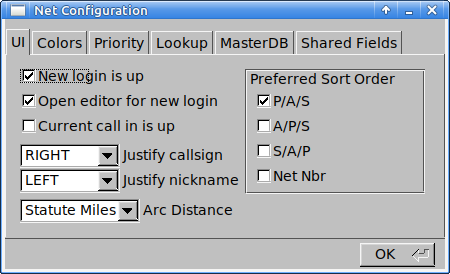 Net Configuration
UI Colors Priority Lookup MasterDB Shared Fields
New login is up
Open editor for new login
Current call in is up
RIGHT Justify callsign
LEFT Justify nickname
Statute Miles Arc Distance
Preferred Sort Order
P/A/S
A/P/S
S/A/P
Net Nbr
OK